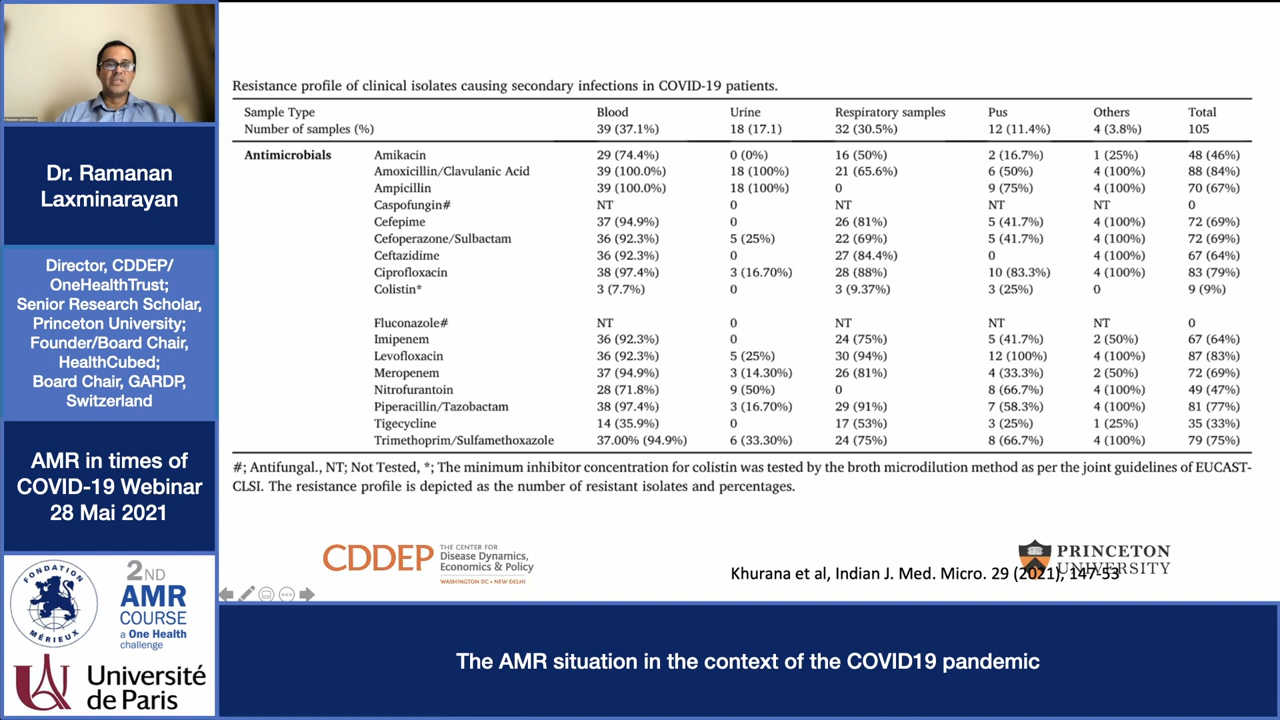 Dr. Ramanan
Laxminarayan
Director, CDDEP/
OneHealthTrust;
Senior Research Scholar,
Princeton University;
Founder/Board Chair,
HealthCubed;
Board Chair, GARDP,
Switzerland
AMR in times of
COVID-19 Webinar
28 Mai 2021
FONDATION
MÉRIEUX
2ND
AMR
COURSE
a One Health
challenge
Université
de Paris
Resistance profile of clinical isolates causing secondary infections in COVID-19 patients.
Sample Type Blood Urine Respiratory samples Pus Others Total
Number of samples (%) 39 (37.1%) 18 (17.1) 32 (30.5%) 12 (11.4%) 4 (3.8%) 105
Antimicrobials Amikacin 29 (74.4%) 0 (0%) 16 (50%) 2 (16.7%) 1 (25%) 48 (46%)
Amoxicillin/Clavulanic Acid 39 (100.0%) 18 (100%) 21 (65.6%) 6 (50%) 4 (100%) 88 (84%)
Ampicillin 39 (100.0%) 18 (100%) 0 9 (75%) 4 (100%) 70 (67%)
Caspofungin# NT 0 NT NT NT 0
Cefepime 37 (94.9%) 0 26 (81%) 5 (41.7%) 4 (100%) 72 (69%)
Cefoperazone/Sulbactam 36 (92.3%) 5 (25%) 22 (69%) 5 (41.7%) 4 (100%) 72 (69%)
Ceftazidime 36 (92.3%) 0 27 (84.4%) 0 4 (100%) 67 (64%)
Ciprofloxacin 38 (97.4%) 3 (16.70%) 28 (88%) 10 (83.3%) 4 (100%) 83 (79%)
Colistin* 3 (7.7%) 0 3 (9.37%) 3 (25%) 0 9 (9%)
Fluconazole# NT 0 NT NT NT 0
Imipenem 36 (92.3%) 0 24 (75%) 5 (41.7%) 2 (50%) 67 (64%)
Levofloxacin 36 (92.3%) 5 (25%) 30 (94%) 12 (100%) 4 (100%) 87 (83%)
Meropenem 37 (94.9%) 3 (14.30%) 26 (81%) 4 (33.3%) 2 (50%) 72 (69%)
Nitrofurantoin 28 (71.8%) 9 (50%) 0 8 (66.7%) 4 (100%) 49 (47%)
Piperacillin/Tazobactam 38 (97.4%) 3 (16.70%) 29 (91%) 7 (58.3%) 4 (100%) 81 (77%)
Tigecycline 14 (35.9%) 0 17 (53%) 3 (25%) 1 (25%) 35 (33%)
Trimethoprim/Sulfamethoxazole 37.00% (94.9%) 6 (33.30%) 24 (75%) 8 (66.7%) 4 (100%) 79 (75%)
#; Antifungal., NT; Not Tested, *; The minimum inhibitor concentration for colistin was tested by the broth microdilution method as per the joint guidelines of EUCAST-
CLSI. The resistance profile is depicted as the number of resistant isolates and percentages.
CDDEP
THE CENTER FOR
Disease Dynamics,
Economics & Policy
WASHINGTON DC • NEW DELHI
PRINCETON
UNIVERSITY
Khurana et al, Indian J. Med. Micro. 29 (2021), 147-53
The AMR situation in the context of the COVID19 pandemic